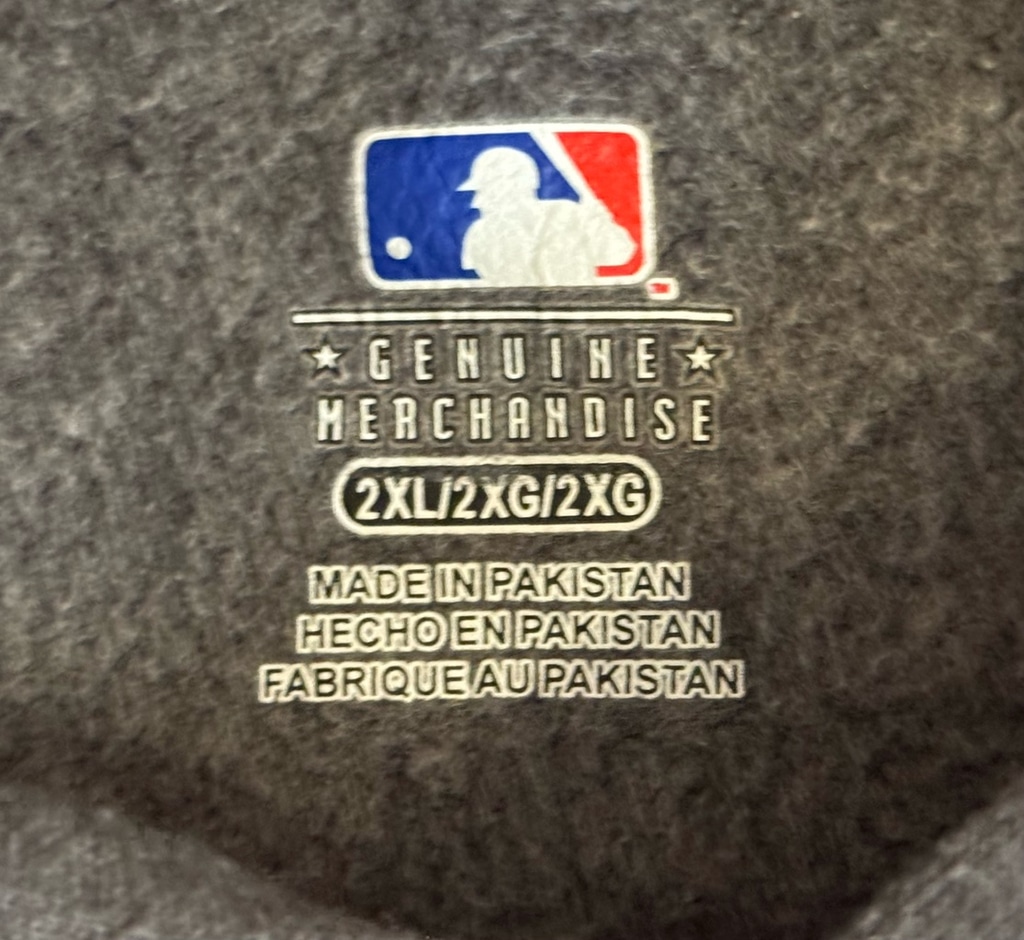 GENUINE
MERCHANDISE
2XL/2XG/2XG
MADE IN PAKISTAN
HECHO EN PAKISTAN
FABRIQUE AU PAKISTAN